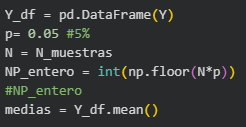 Y_df = pd.DataFrame(Y)
p= 0.05 #5%
N = N_muestras
NP_entero = int(np.floor(N*p))
#NP_entero
medias = Y_df.mean()